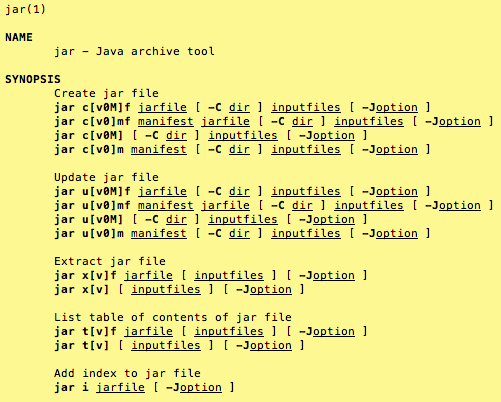 jar(1)
NAME
jar – Java archive tool
SYNOPSIS
Create jar file
jar c[v0M]f jarfile [ –C dir ] inputfiles [ –Joption ]
jar c[v0]mf manifest jarfile [ –C dir ] inputfiles [ –Joption ]
jar c[v0M] [ –C dir ] inputfiles [ –Joption ]
jar c[v0]m manifest [ –C dir ] inputfiles [ –Joption ]
Update jar file
jar u[v0M]f jarfile [ –C dir ] inputfiles [ –Joption ]
jar u[v0]mf manifest jarfile [ –C dir ] inputfiles [ –Joption ]
jar u[v0M] [ –C dir ] inputfiles [ –Joption ]
jar u[v0]m manifest [ –C dir ] inputfiles [ –Joption ]
Extract jar file
jar x[v]f jarfile [ inputfiles ] [ –Joption ]
jar x[v] [ inputfiles ] [ –Joption ]
List table of contents of jar file
jar t[v]f jarfile [ inputfiles ] [ –Joption ]
jar t[v] [ inputfiles ] [ –Joption ]
Add index to jar file
jar i jarfile [ –Joption ]